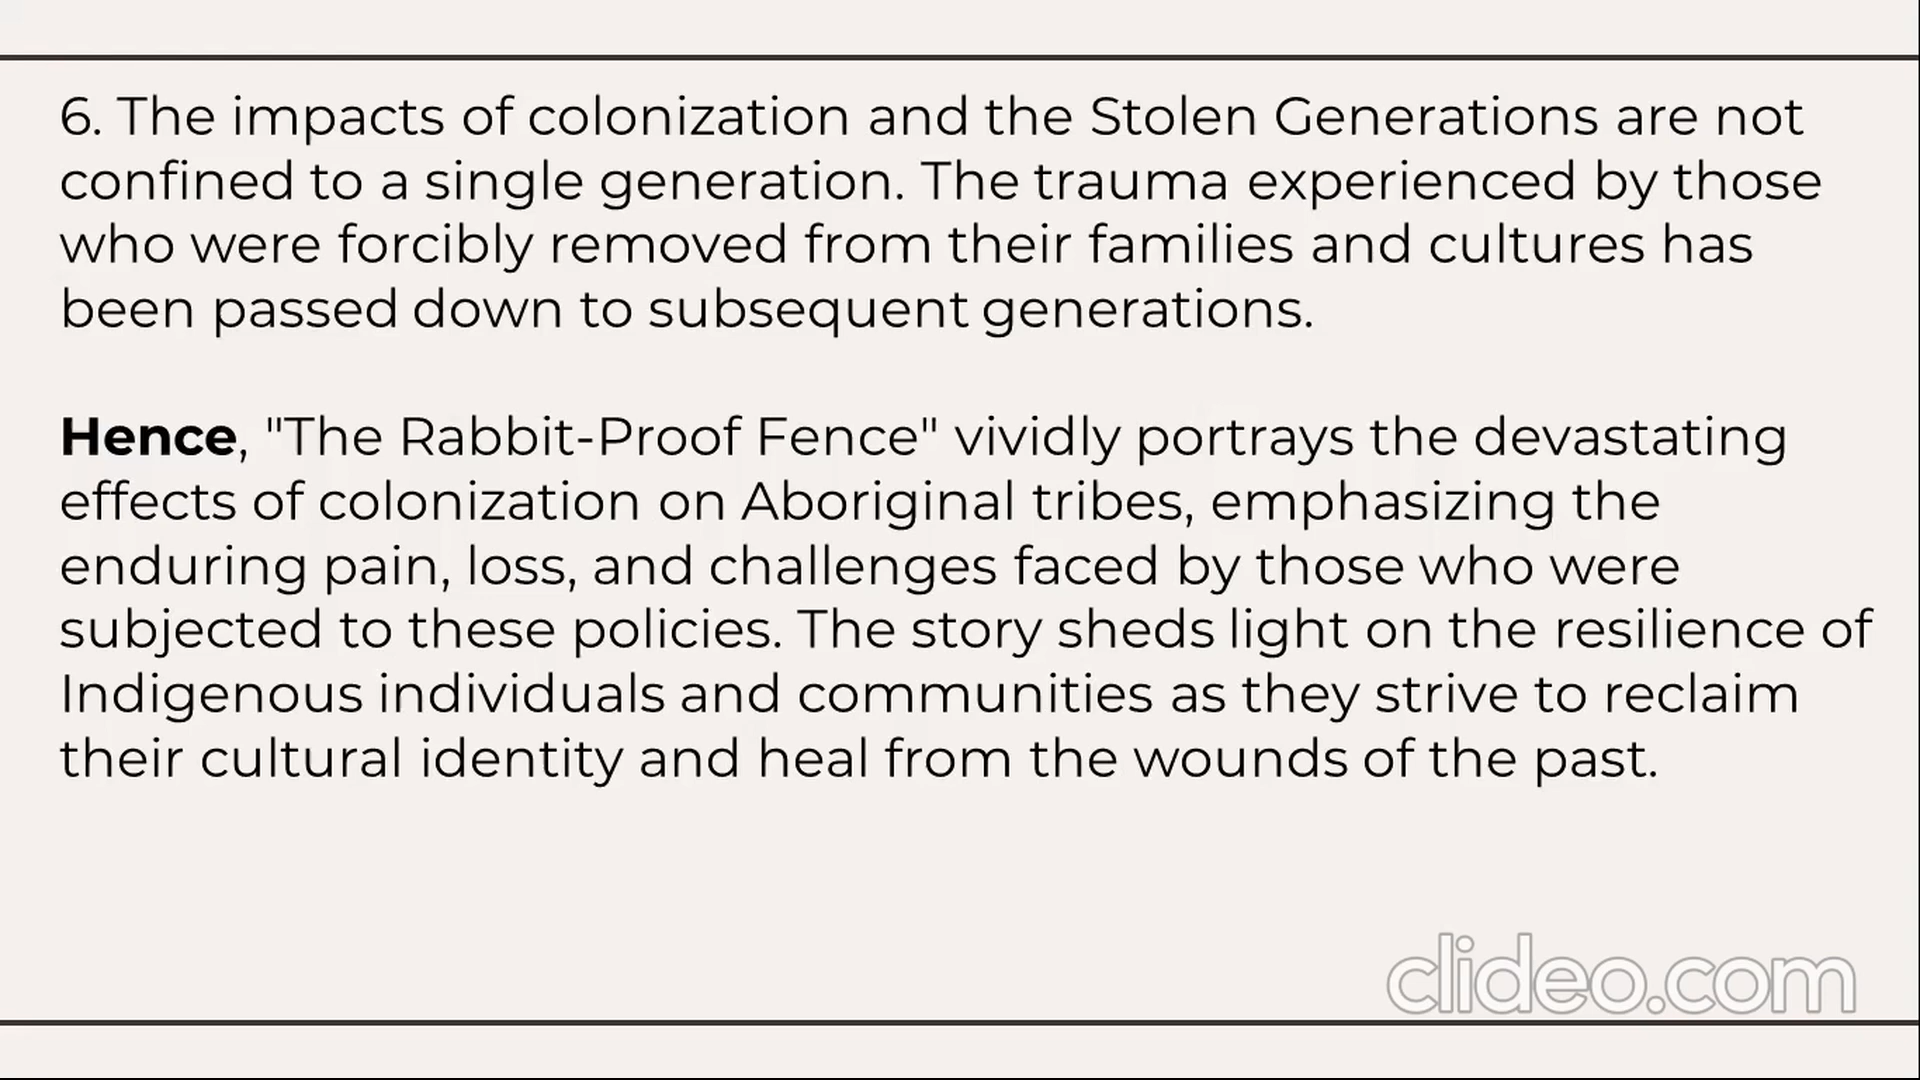 6. The impacts of colonization and the Stolen Generations are not
confined to a single generation. The trauma experienced by those
who were forcibly removed from their families and cultures has
been passed down to subsequent generations.
Hence, "The Rabbit-Proof Fence" vividly portrays the devastating
effects of colonization on Aboriginal tribes, emphasizing the
enduring pain, loss, and challenges faced by those who were
subjected to these policies. The story sheds light on the resilience of
Indigenous individuals and communities as they strive to reclaim
their cultural identity and heal from the wounds of the past.
clideo.com